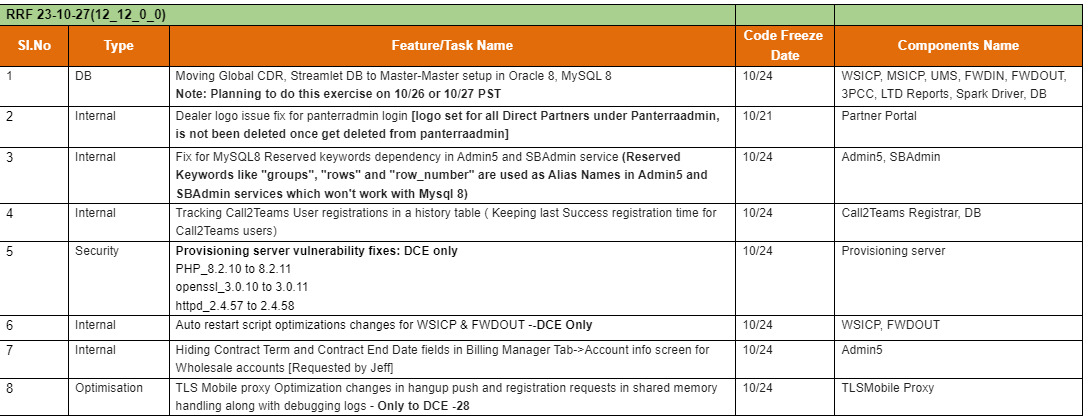 RRF 23-10-27(12_12_0_0)
Sl.No Type Feature/Task Name Code Freeze Date Components Name
1 DB Moving Global CDR, Streamlet DB to Master-Master setup in Oracle 8, MySQL 8 10/24 WSICP, MSICP, UMS, FWDIN, FWDOUT,
Note: Planning to do this exercise on 10/26 or 10/27 PST 3PCC, LTD Reports, Spark Driver, DB
2 Internal Dealer logo issue fix for panterradmin login [logo set for all Direct Partners under Panterraadmin, 10/21 Partner Portal
is not been deleted once get deleted from panterraadmin]
3 Internal Fix for MySQL8 Reserved keywords dependency in Admin5 and SBAdmin service (Reserved 10/24 Admin5, SBAdmin
Keywords like "groups", "rows" and "row_number" are used as Alias Names in Admin5 and
SBAdmin services which won't work with Mysql 8)
4 Internal Tracking Call2Teams User registrations in a history table ( Keeping last Success registration time for 10/24 Call2Teams Registrar, DB
Call2Teams users)
5 Security Provisioning server vulnerability fixes: DCE only 10/24 Provisioning server
PHP_8.2.10 to 8.2.11
openssl_3.0.10 to 3.0.11
httpd_2.4.57 to 2.4.58
6 Internal Auto restart script optimizations changes for WSICP & FWDOUT --DCE Only 10/24 WSICP, FWDOUT
7 Internal Hiding Contract Term and Contract End Date fields in Billing Manager Tab->Account info screen for 10/24 Admin5
Wholesale accounts [Requested by Jeff]
8 Optimisation TLS Mobile proxy Optimization changes in hangup push and registration requests in shared memory 10/24 TLSMobile Proxy
handling along with debugging logs - Only to DCE -28